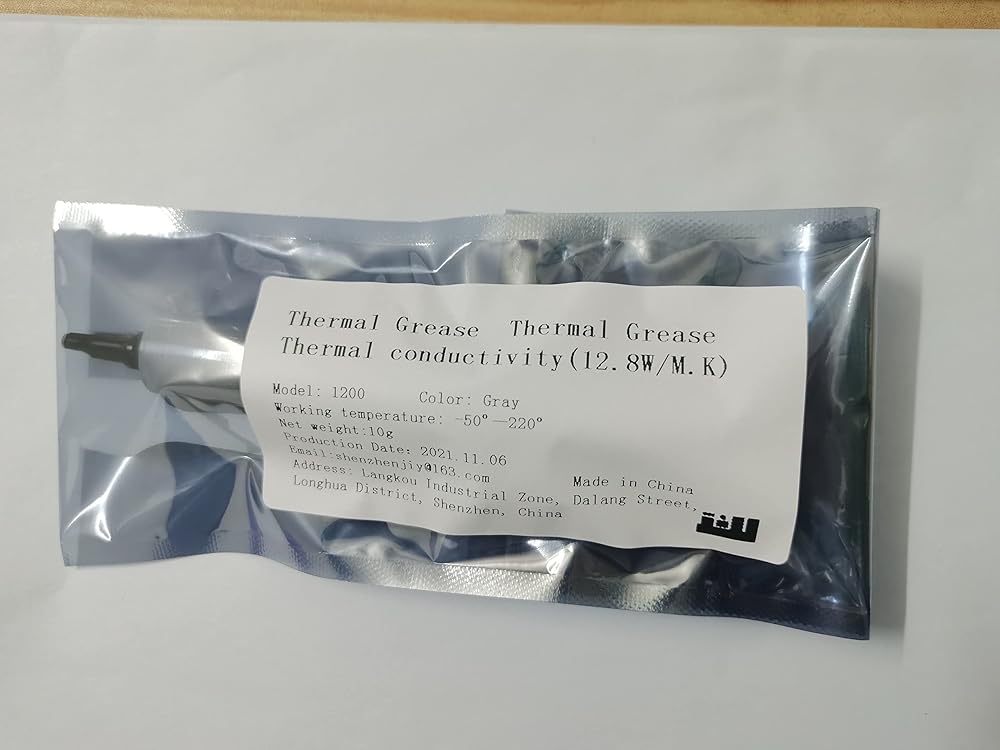 Thermal Grease Thermal Grease
Thermal conductivity(12.8W/M.K)
Model: 1200 Color: Gray
Working temperature: -50°—220°
Net weight:10g
Production Date: 2021.11.06
Email:shenzhenjiy@163.com
Made in China
Address: Langkou Industrial Zone, Dalang Street,
Longhua District, Shenzhen, China